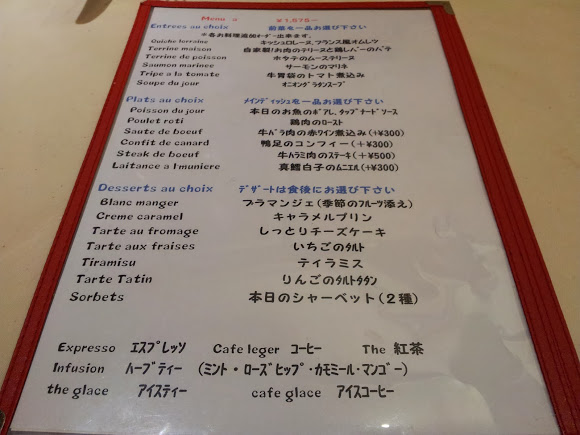 Menu a ¥1,575-
Entrees au choix 前菜を一品お選び下さい
※各お料理追加ｵｰﾀﾞｰ出来ます。
Quiche lorraine キッシュロレーヌ、フランス風オムレツ
Terrine maison 自家製!お肉のテリーヌと鶏レバーのパテ
Terrine de poisson ホタテのムーステリーヌ
Saumon marinee サーモンのマリネ
Tripe a la tomate 牛胃袋のトマト煮込み
Soupe du jour オニオングラタンスープ
Plats au choix メインディッシュを一品お選び下さい
Poisson du jour 本日のお魚のポアレ、タップナードソース
Poulet roti 鶏肉のロースト
Saute de boeuf 牛バラ肉の赤ワイン煮込み(+¥300)
Confit de canard 鴨足のコンフィー(+¥300)
Steak de boeuf 牛ハラミ肉のステーキ(+¥500)
Laitance a l'muniere 真鱈白子のムニエル(+¥300)
Desserts au choix デザートは食後にお選び下さい
Blanc manger ブラマンジェ(季節のフルーツ添え)
Creme caramel キャラメルプリン
Tarte au fromage しっとりチーズケーキ
Tarte aux fraises いちごのタルト
Tiramisu ティラミス
Tarte Tatin りんごのタルトタタン
Sorbets 本日のシャーベット(2種)
Expresso エスプレッソ Cafe leger コーヒー The 紅茶
Infusion ハーブティー (ミント・ローズヒップ・カモミール・マンゴー)
the glace アイスティー cafe glace アイスコーヒー